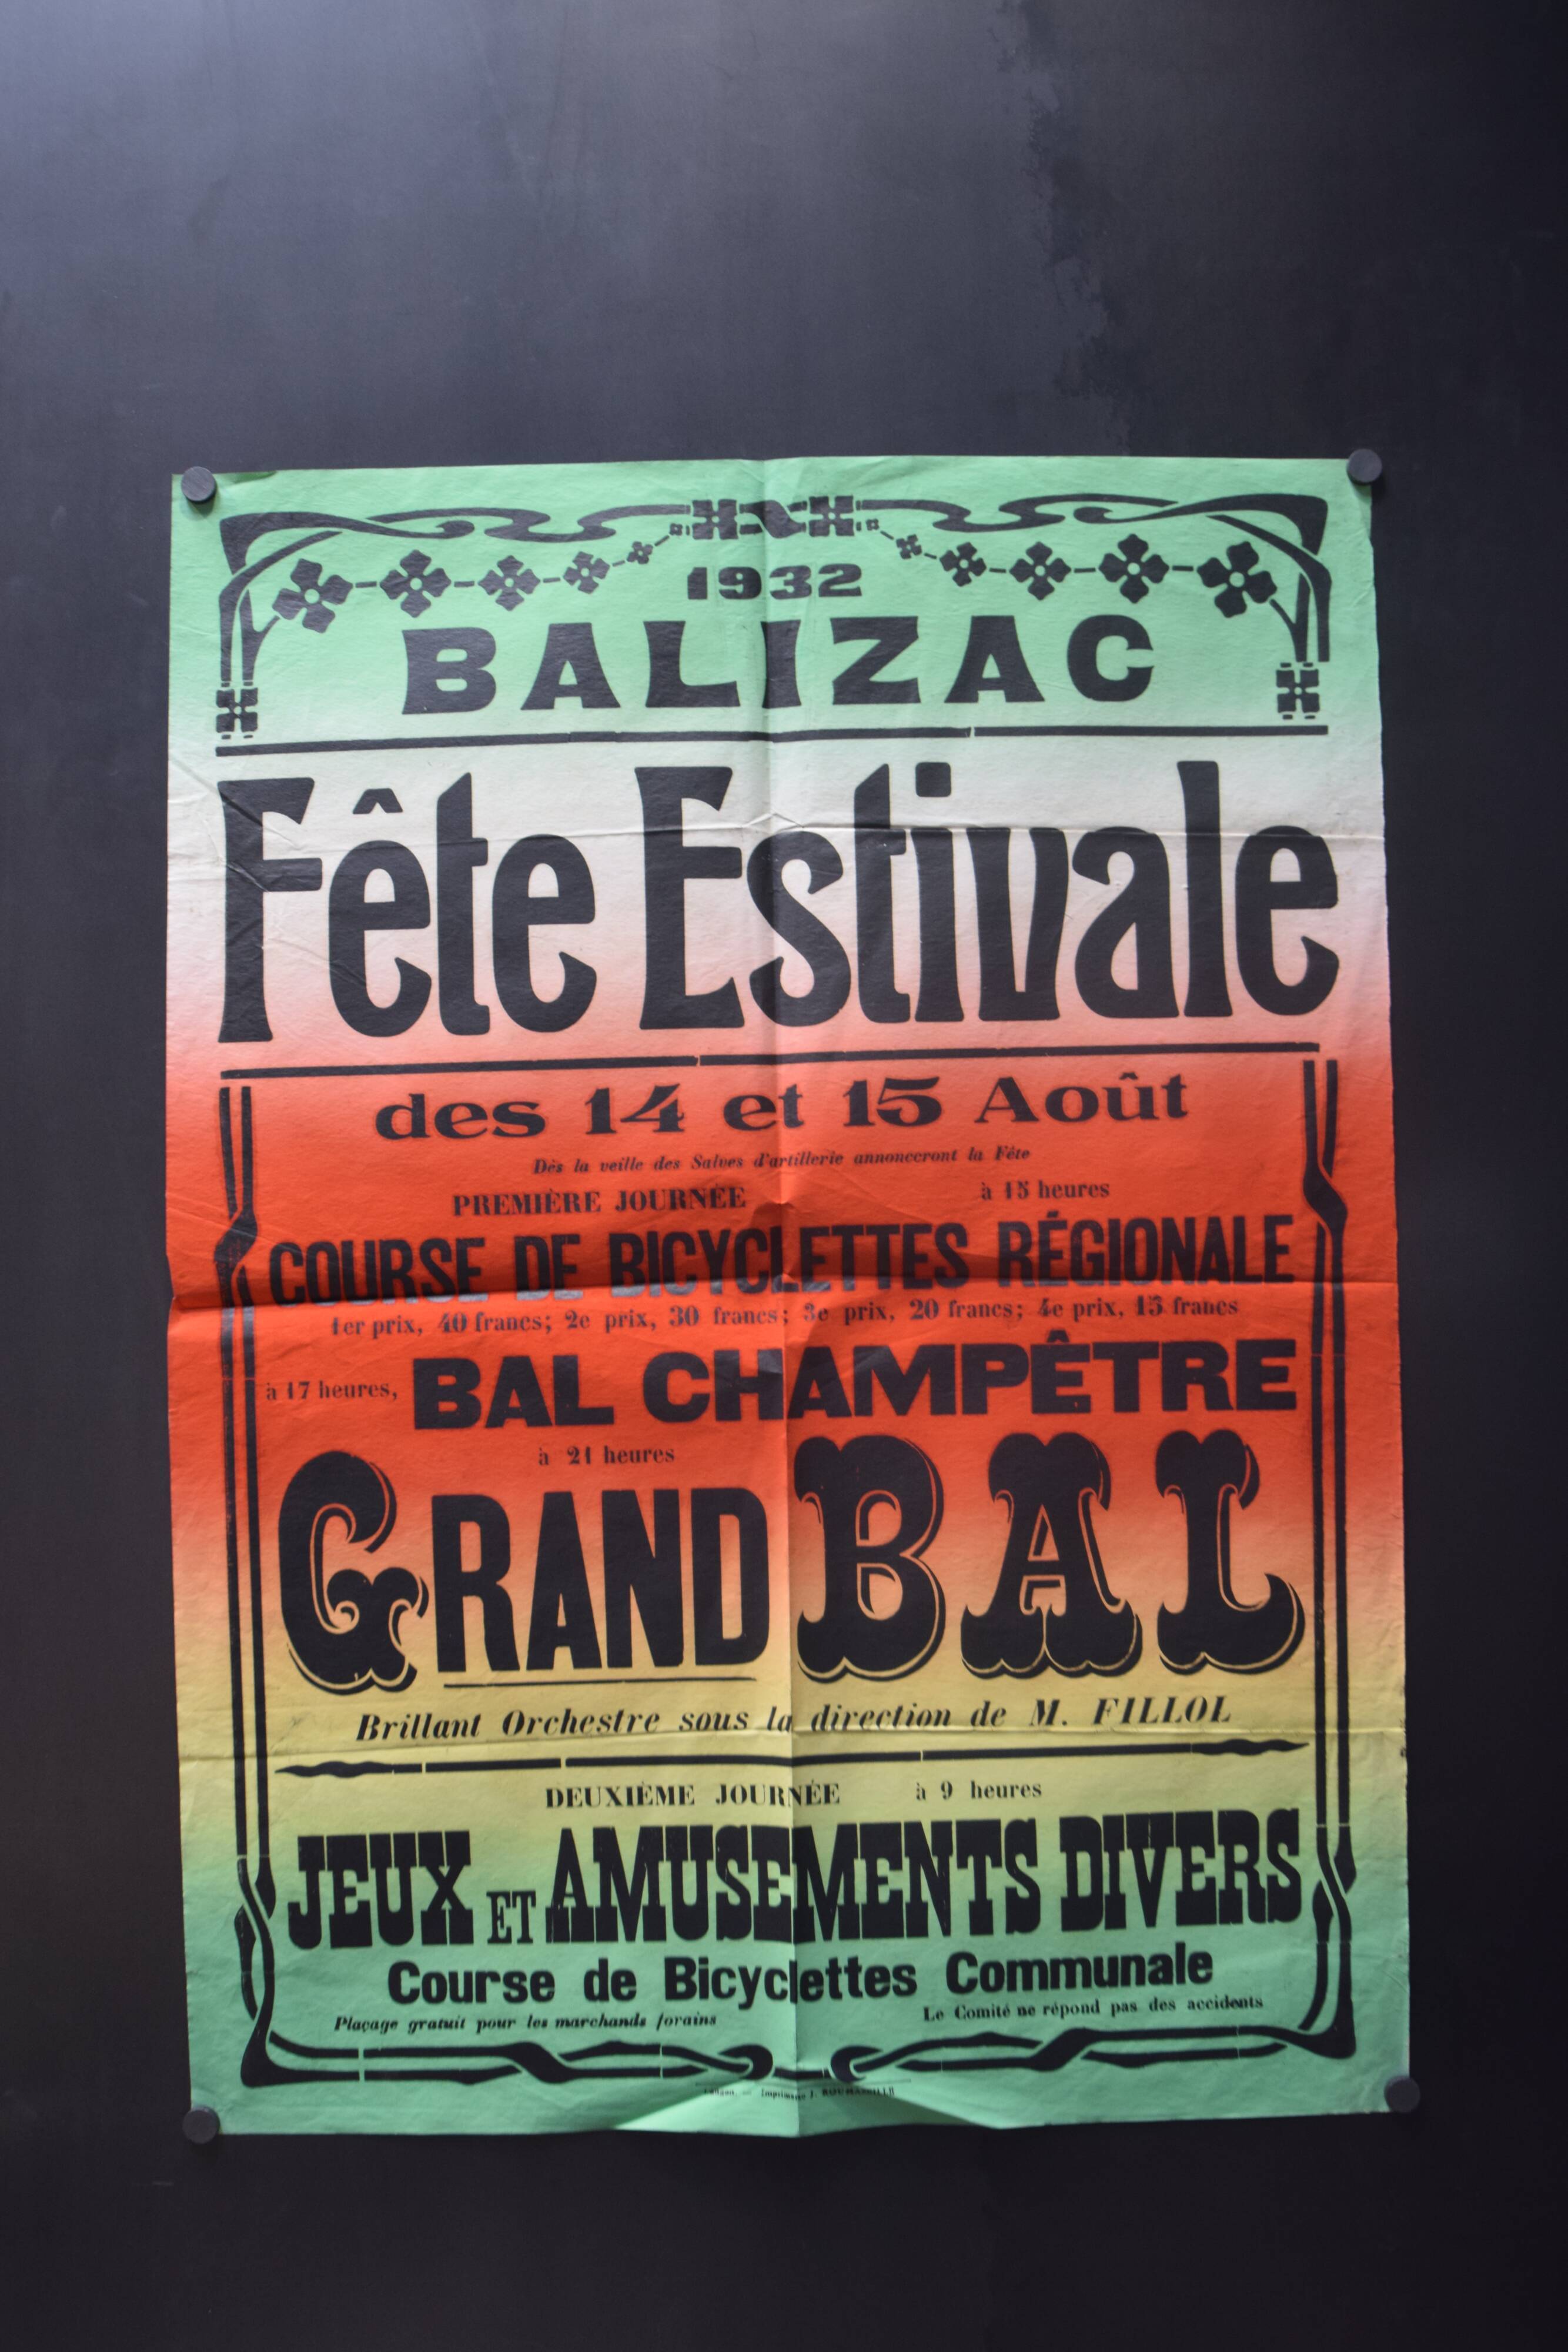 1932
BALIZAC
Fête Estivale
des 14 et 15 Août
Dès la veille des Salves d'artillerie annonceront la Fête
PREMIÈRE JOURNÉE à 15 heures
COURSE DE BICYCLETTES RÉGIONALE
1er prix, 40 francs; 2e prix, 30 francs; 3e prix, 20 francs; 4e prix, 15 francs
à 17 heures, BAL CHAMPÊTRE
à 21 heures
GRAND BAL
Brillant Orchestre sous la direction de M. FILLOL
DEUXIÈME JOURNÉE à 9 heures
JEUX ET AMUSEMENTS DIVERS
Course de Bicyclettes Communale
Plaçage gratuit pour les marchands forains
Le Comité ne répond pas des accidents
Langon. — Imprimerie J.